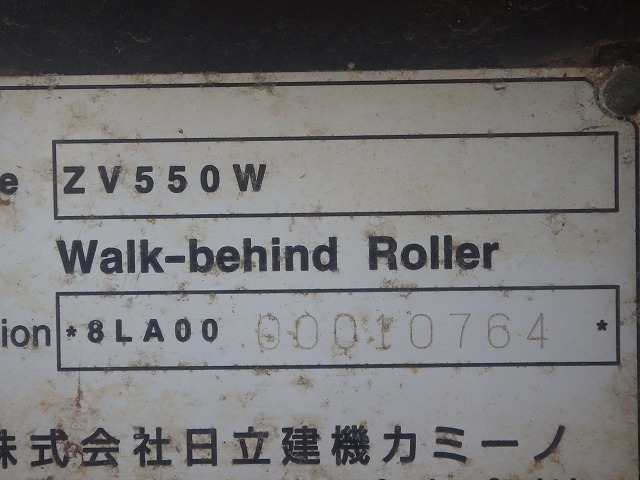 e ZV550W
Walk-behind Roller
ion *8LA00 00010764 *
株式会社日立建機カミーノ